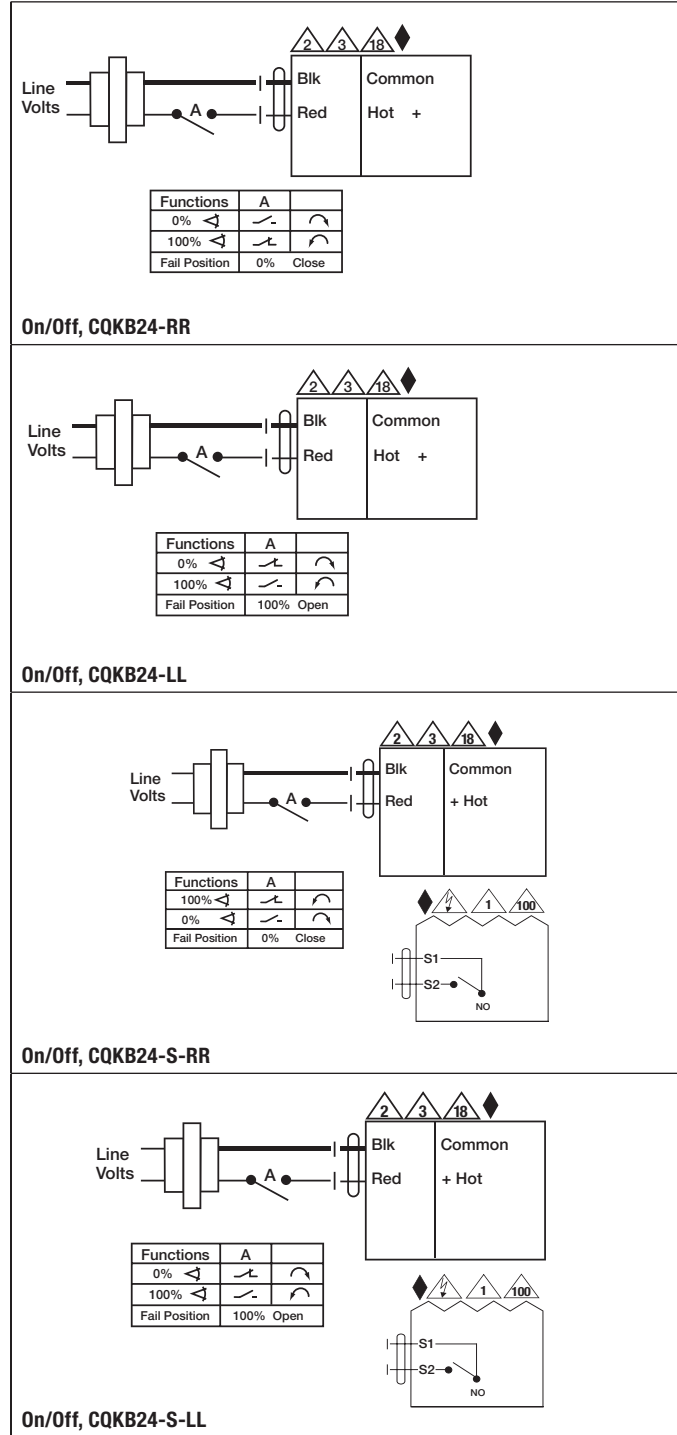 2 3 18
Line
Volts
A
Blk Common
Red Hot +
Functions A
0%
100%
Fail Position 0% Close
On/Off, CQKB24-RR
2 3 18
Line
Volts
A
Blk Common
Red Hot +
Functions A
0%
100%
Fail Position 100% Open
On/Off, CQKB24-LL
2 3 18
Line
Volts
A
Blk Common
Red + Hot
Functions A
100%
0%
Fail Position 0% Close
1 100
S1
S2
NO
On/Off, CQKB24-S-RR
2 3 18
Line
Volts
A
Blk Common
Red + Hot
Functions A
0%
100%
Fail Position 100% Open
1 100
S1
S2
NO
On/Off, CQKB24-S-LL